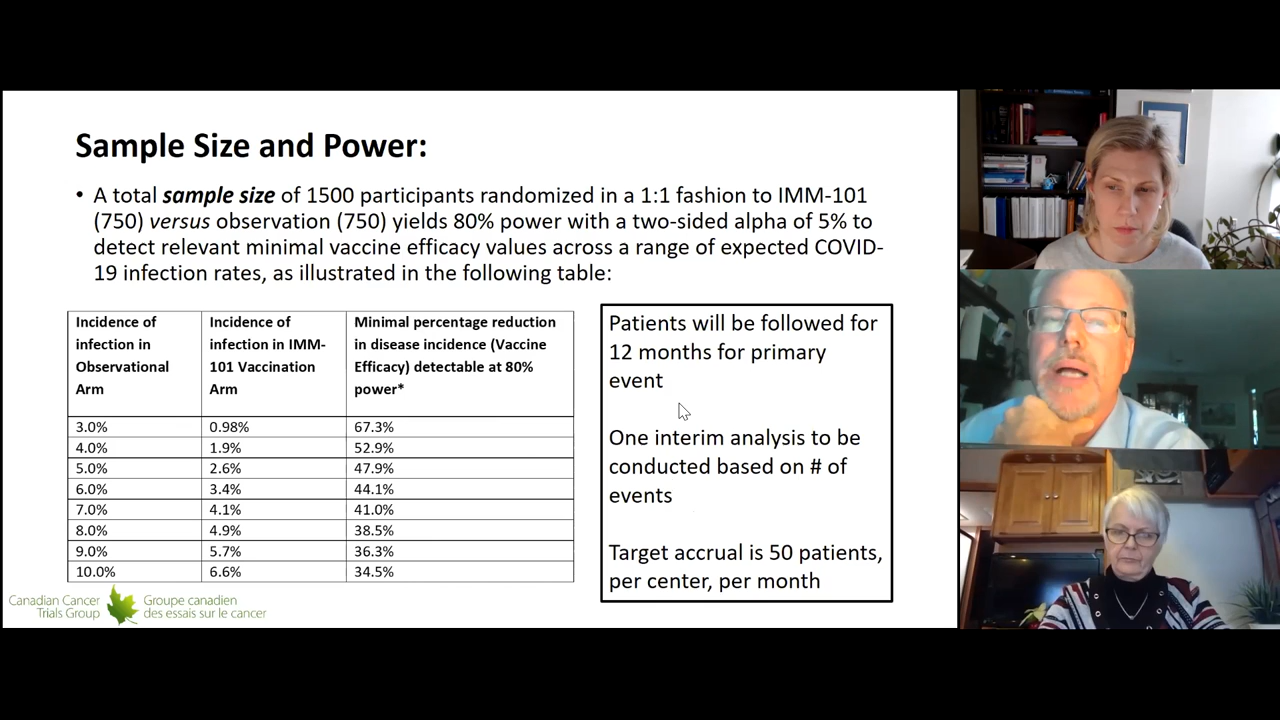 Sample Size and Power:
• A total sample size of 1500 participants randomized in a 1:1 fashion to IMM-101
(750) versus observation (750) yields 80% power with a two-sided alpha of 5% to
detect relevant minimal vaccine efficacy values across a range of expected COVID-
19 infection rates, as illustrated in the following table:
Incidence of
infection in
Observational
Arm
Incidence of
infection in IMM-
101 Vaccination
Arm
Minimal percentage reduction
in disease incidence (Vaccine
Efficacy) detectable at 80%
power*
3.0% 0.98% 67.3%
4.0% 1.9% 52.9%
5.0% 2.6% 47.9%
6.0% 3.4% 44.1%
7.0% 4.1% 41.0%
8.0% 4.9% 38.5%
9.0% 5.7% 36.3%
10.0% 6.6% 34.5%
Patients will be followed for
12 months for primary
event
One interim analysis to be
conducted based on # of
events
Target accrual is 50 patients,
per center, per month
Canadian Cancer
Trials Group
Groupe canadien
des essais sur le cancer